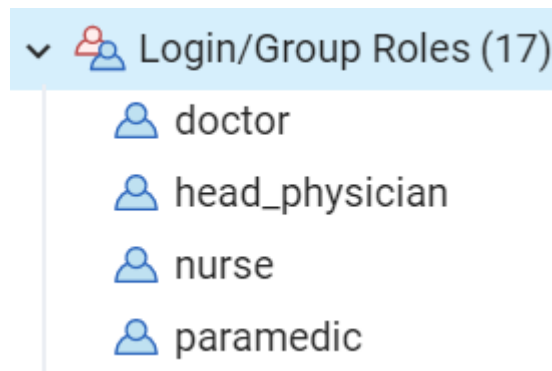 Login/Group Roles (17)
doctor
head_physician
nurse
paramedic